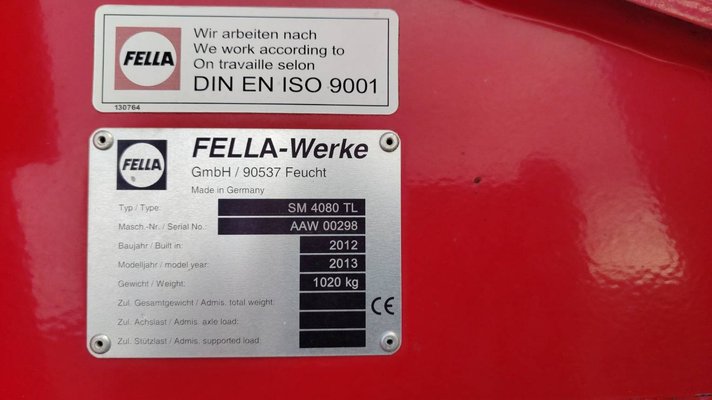 FELLA
Wir arbeiten nach
We work according to
On travaille selon
DIN EN ISO 9001
130764
FELLA
FELLA-Werke
GmbH / 90537 Feucht
Made in Germany
Typ / Type: SM 4080 TL
Masch.-Nr. / Serial No.: AAW 00298
Baujahr / Built in: 2012
Modelljahr / model year: 2013
Gewicht / Weight: 1020 kg
Zul. Gesamtgewicht / Admis. total weight:
Zul. Achslast / Admis. axle load:
Zul. Stützlast / Admis. supported load:
CE